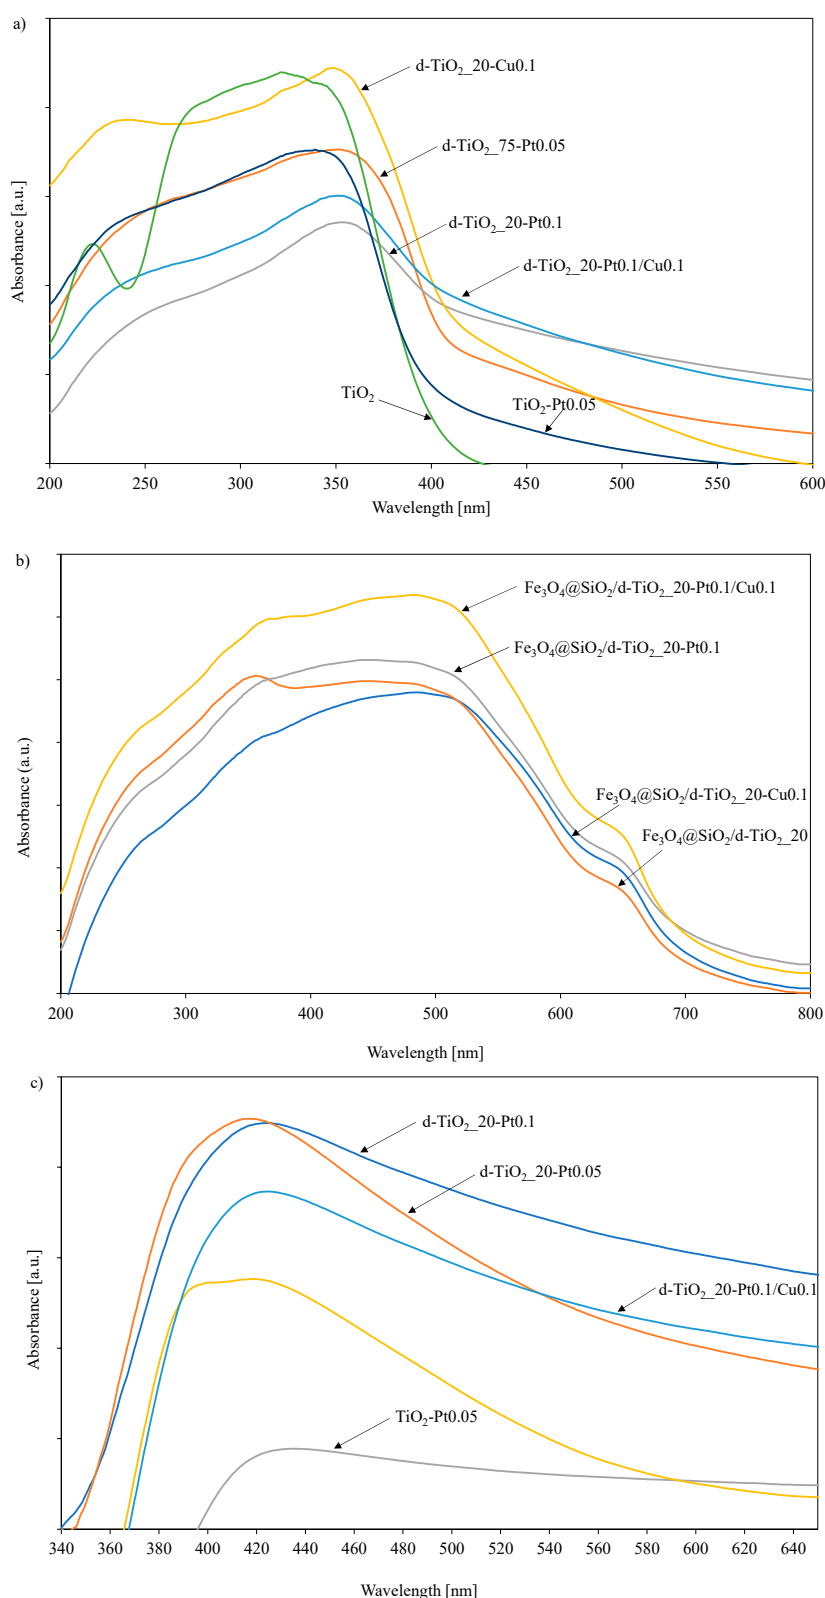 a)
d-TiO₂_20-Cu0.1
d-TiO₂_75-Pt0.05
d-TiO₂_20-Pt0.1
d-TiO₂_20-Pt0.1/Cu0.1
TiO₂
TiO₂-Pt0.05
Absorbance [a.u.]
200 250 300 350 400 450 500 550 600
Wavelength [nm]
b)
Fe₃O₄@SiO₂/d-TiO₂_20-Pt0.1/Cu0.1
Fe₃O₄@SiO₂/d-TiO₂_20-Pt0.1
Fe₃O₄@SiO₂/d-TiO₂_20-Cu0.1
Fe₃O₄@SiO₂/d-TiO₂_20
Absorbance (a.u.)
200 300 400 500 600 700 800
Wavelength [nm]
c)
d-TiO₂_20-Pt0.1
d-TiO₂_20-Pt0.05
d-TiO₂_20-Pt0.1/Cu0.1
TiO₂-Pt0.05
Absorbance [a.u.]
340 360 380 400 420 440 460 480 500 520 540 560 580 600 620 640
Wavelength [nm]